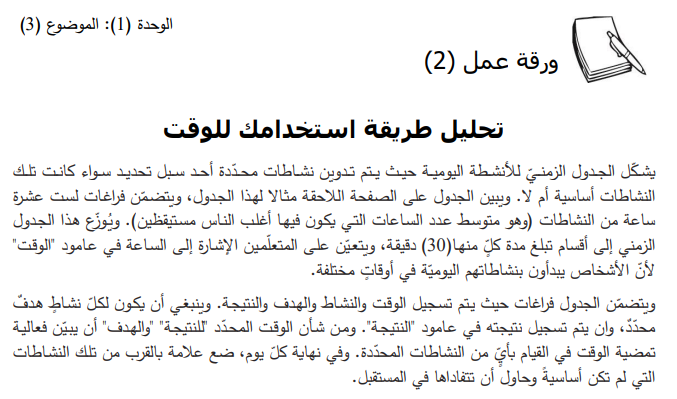 الوحدة (1): الموضوع (3)
ورقة عمل (2)
تحليل طريقة استخدامك للوقت
يشكّل الجدول الزمنيّ للأنشطة اليومية حيث يتم تدوين نشاطات محدّدة أحد سبل تحديد سواء كانت تلك
النشاطات أساسية أم لا. ويبين الجدول على الصفحة اللاحقة مثالا لهذا الجدول، ويتضمّن فراغات لست عشرة
ساعة من النشاطات (وهو متوسط عدد الساعات التي يكون فيها أغلب الناس مستيقظين). ويُوزّع هذا الجدول
الزمني إلى أقسام تبلغ مدة كلٍّ منها(30) دقيقة، ويتعيّن على المتعلّمين الإشارة إلى الساعة في عامود "الوقت"
لأنّ الأشخاص يبدأون بنشاطاتهم اليوميّة في أوقاتٍ مختلفة.
ويتضمّن الجدول فراغات حيث يتم تسجيل الوقت والنشاط والهدف والنتيجة. وينبغي أن يكون لكلّ نشاطٍ هدفٌ
محدّدٌ، وان يتم تسجيل نتيجته في عامود "النتيجة". ومن شأن الوقت المحدّد "للنتيجة" "والهدف" أن يبيّن فعالية
تمضية الوقت في القيام بأيٍّ من النشاطات المحدّدة. وفي نهاية كلّ يوم، ضع علامة بالقرب من تلك النشاطات
التي لم تكن أساسيةً وحاول أن تتفاداها في المستقبل.